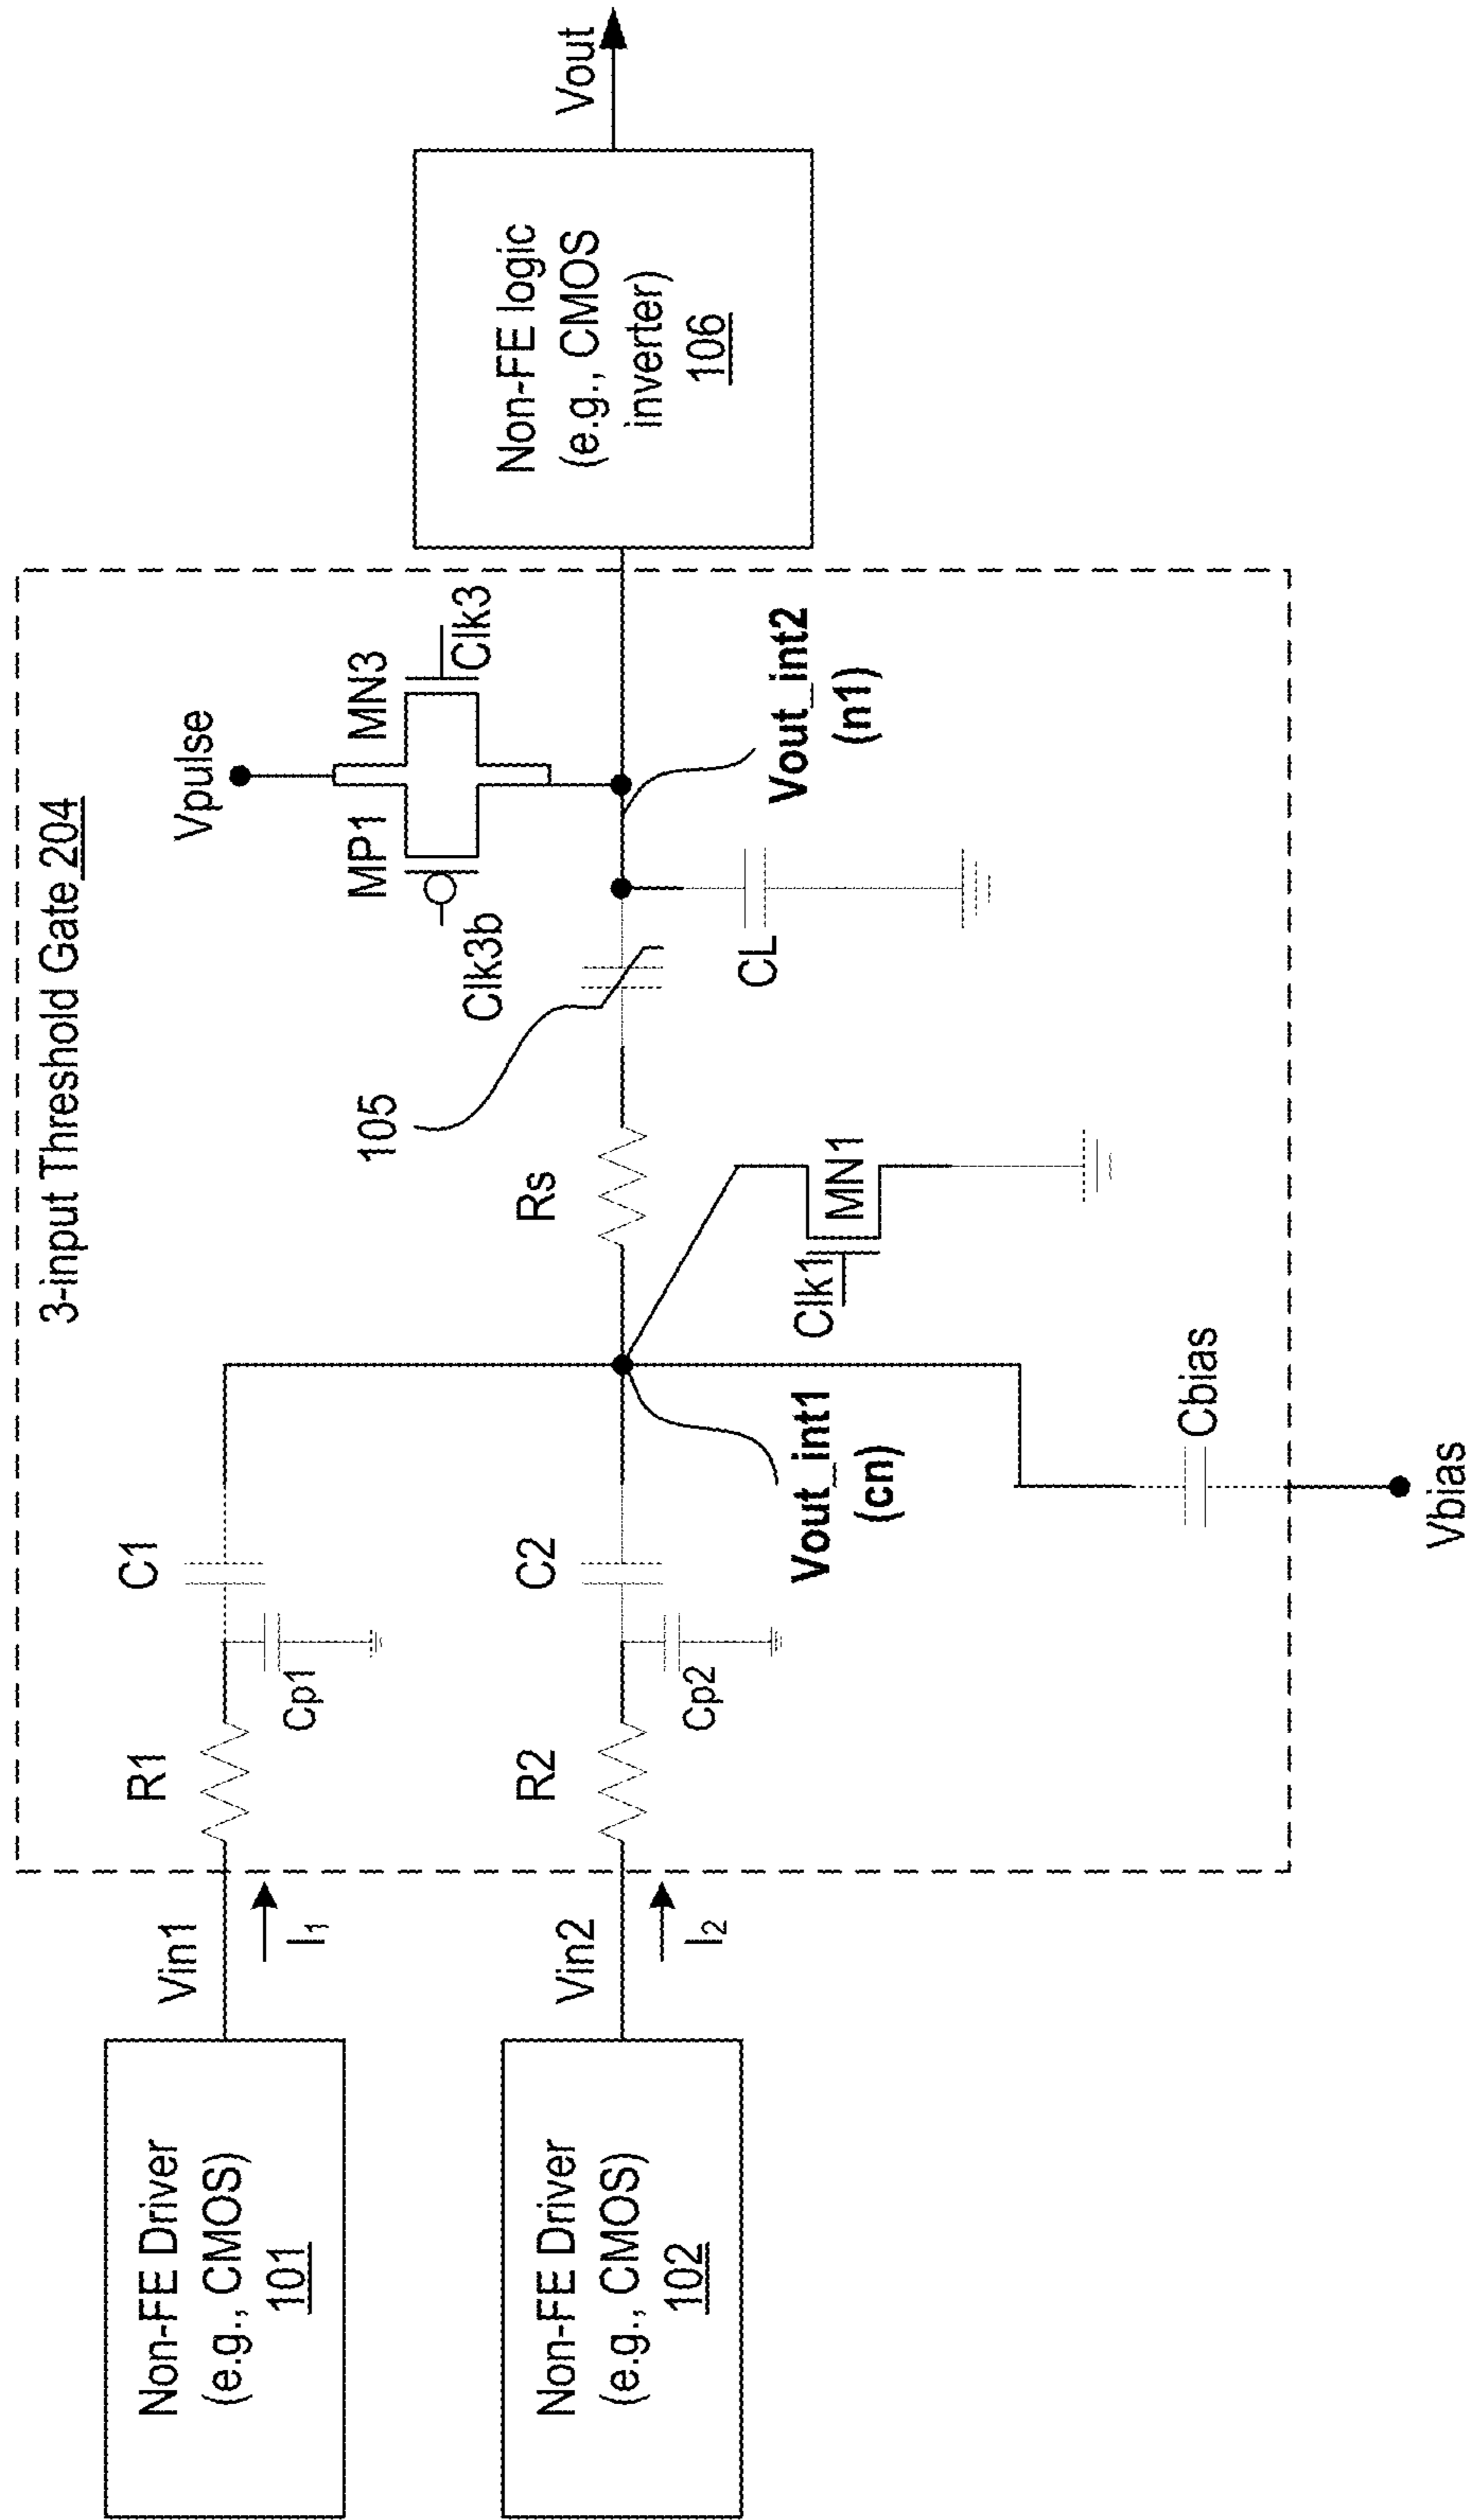 3-input Threshold Gate 204
Non-FE Driver
(e.g., CMOS)
101
Vin1
I1
R1
Cp1
C1
Non-FE Driver
(e.g., CMOS)
102
Vin2
I2
R2
Cp2
C2
Vout_int1
(cn)
Cbias
Vbias
Clk1
MN1
Rs
105
CL
Vpulse
MP1
MN3
Clk3b
Clk3
Vout_int2
(n1)
Non-FE logic
(e.g., CMOS
inverter)
106
Vout